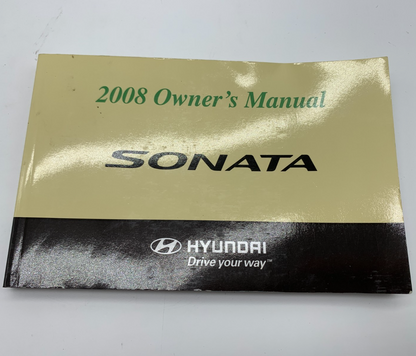 2008 Owner's Manual
SONATA
HYUNDAI
Drive your way™